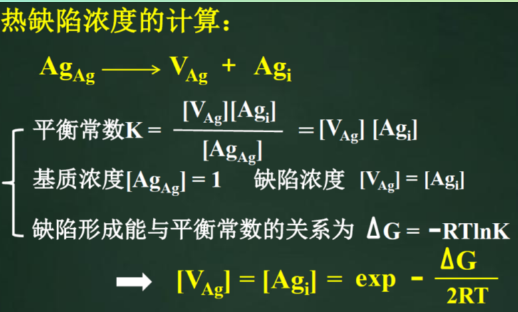 热缺陷浓度的计算:
Ag_Ag ⟶ V_Ag + Ag_i
平衡常数K = [V_Ag][Ag_i] / [Ag_Ag] = [V_Ag] [Ag_i]
基质浓度[Ag_Ag] = 1 缺陷浓度 [V_Ag] = [Ag_i]
缺陷形成能与平衡常数的关系为 ΔG = -RTlnK
➡ [V_Ag] = [Ag_i] = exp - ΔG / 2RT